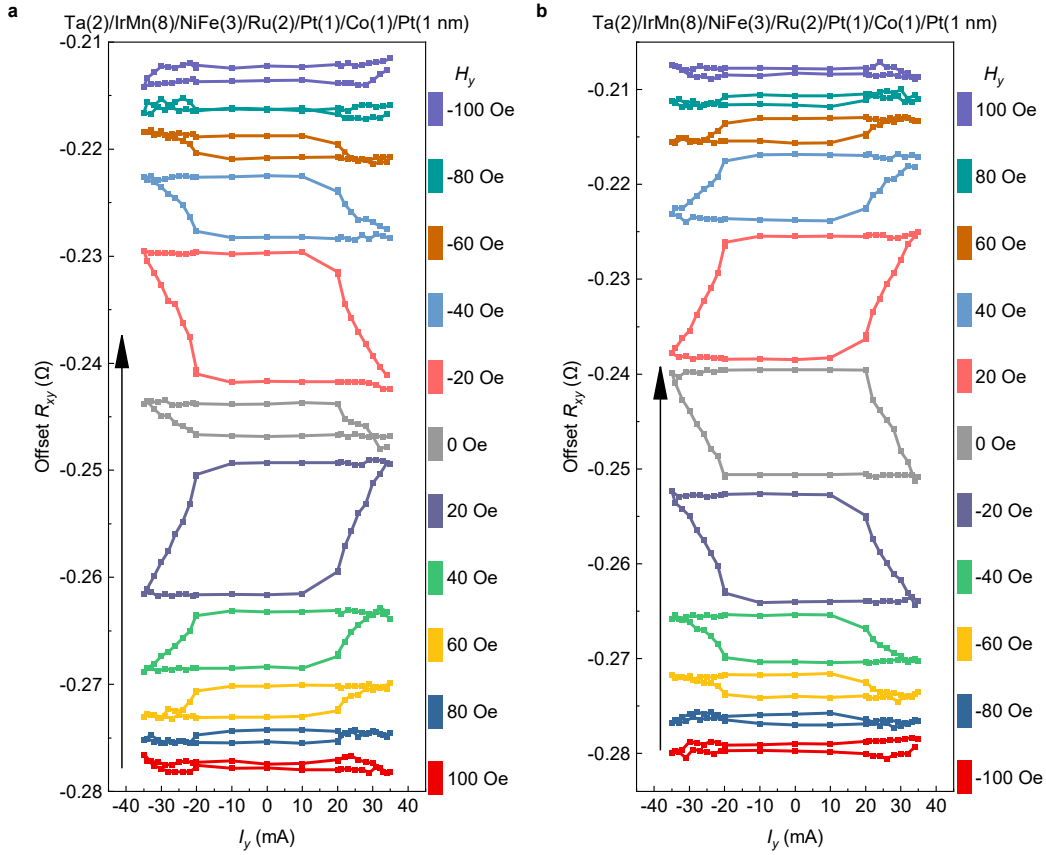 a
Ta(2)/IrMn(8)/NiFe(3)/Ru(2)/Pt(1)/Co(1)/Pt(1 nm)
-0.21
-0.22
-0.23
-0.24
-0.25
-0.26
-0.27
-0.28
Offset Rxy (Ω)
-40 -30 -20 -10 0 10 20 30 40
Iy (mA)
Hy
-100 Oe
-80 Oe
-60 Oe
-40 Oe
-20 Oe
0 Oe
20 Oe
40 Oe
60 Oe
80 Oe
100 Oe
b
Ta(2)/IrMn(8)/NiFe(3)/Ru(2)/Pt(1)/Co(1)/Pt(1 nm)
-0.21
-0.22
-0.23
-0.24
-0.25
-0.26
-0.27
-0.28
Offset Rxy (Ω)
-40 -30 -20 -10 0 10 20 30 40
Iy (mA)
Hy
100 Oe
80 Oe
60 Oe
40 Oe
20 Oe
0 Oe
-20 Oe
-40 Oe
-60 Oe
-80 Oe
-100 Oe